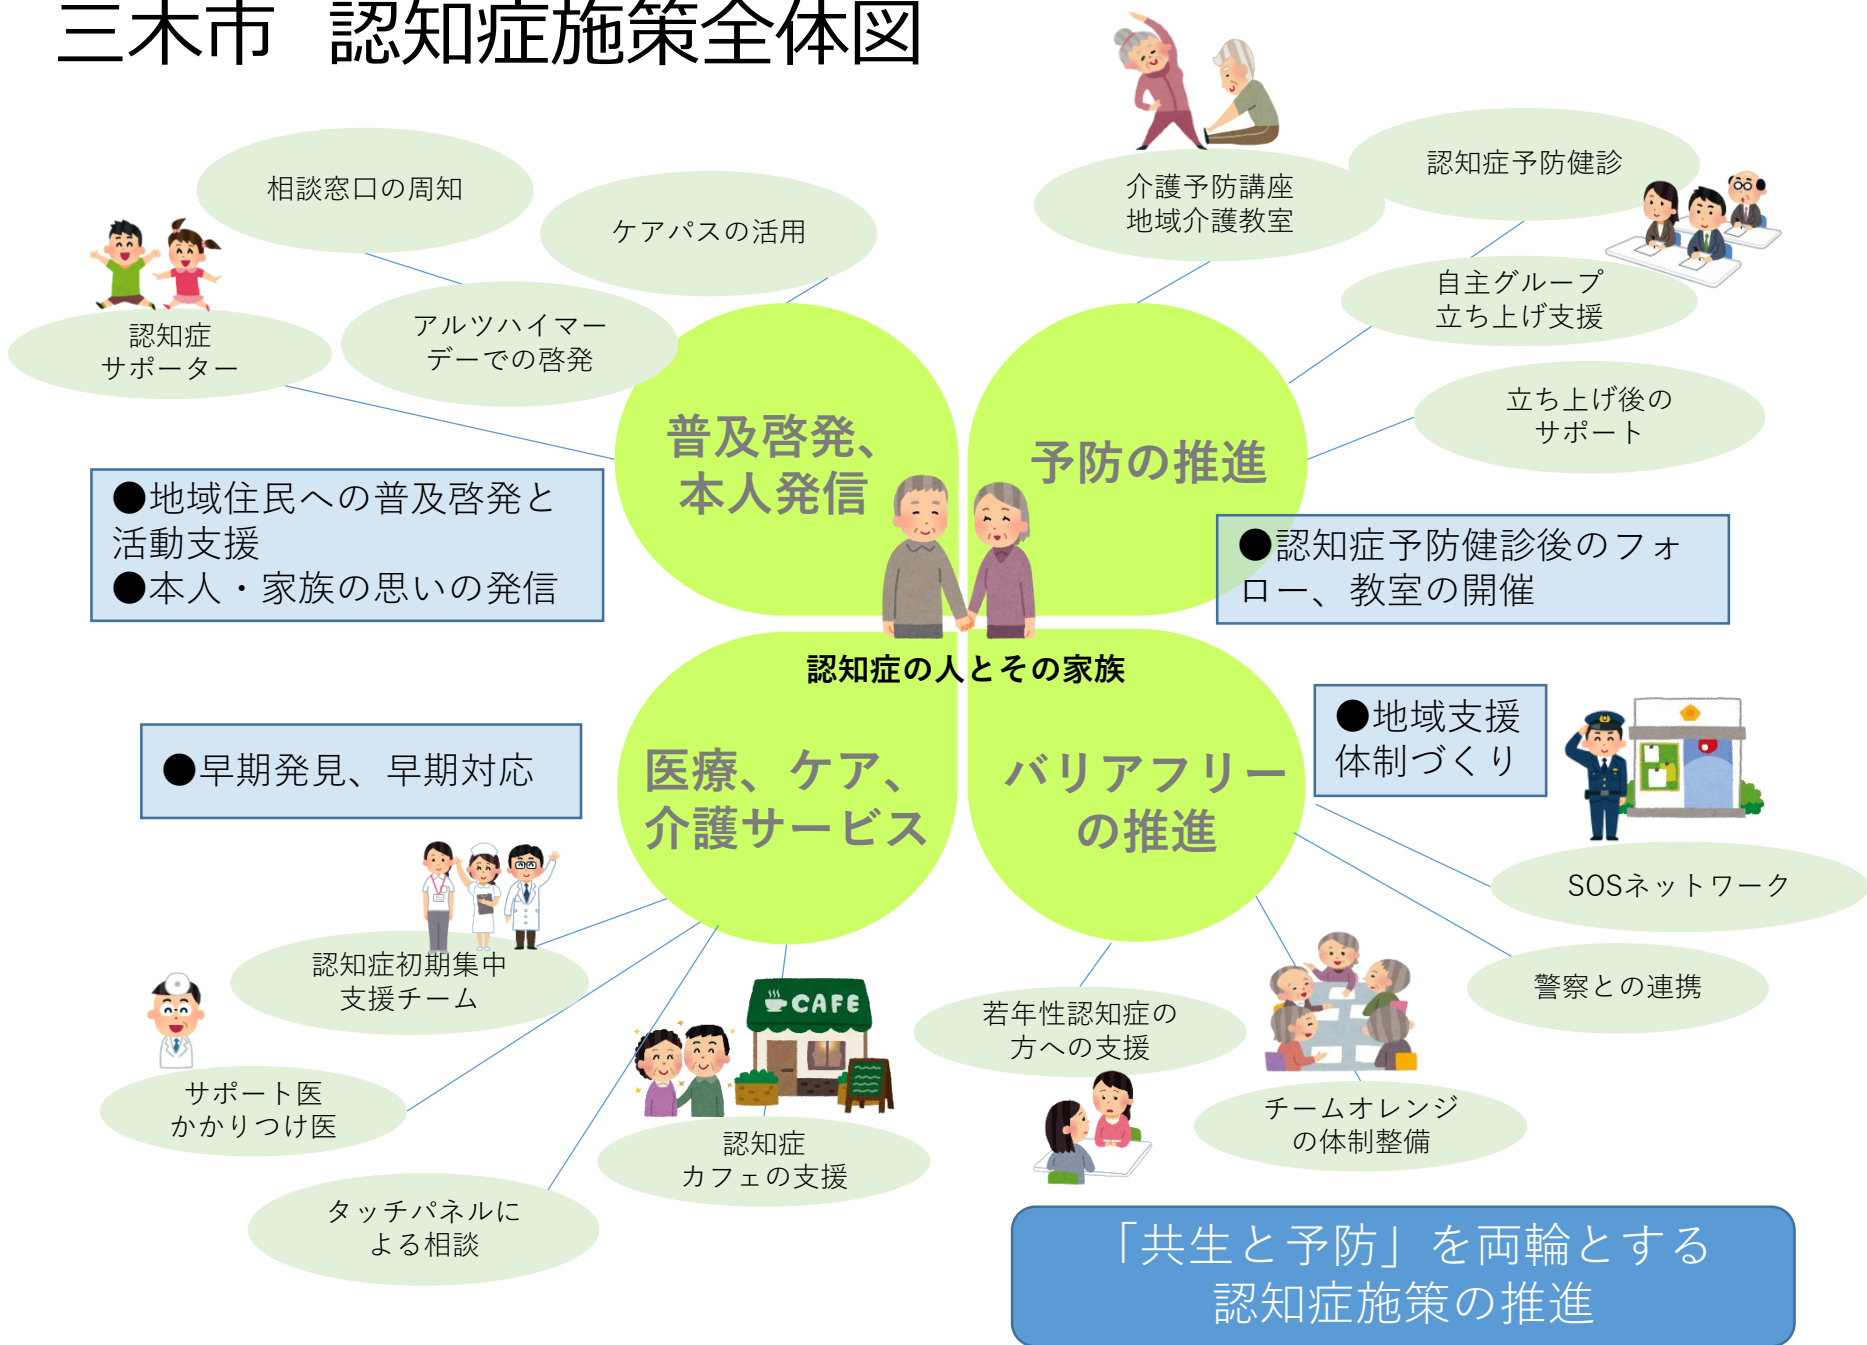 三木市 認知症施策全体図
相談窓口の周知
ケアパスの活用
認知症
サポーター
アルツハイマー
デーでの啓発
介護予防講座
地域介護教室
認知症予防健診
自主グループ
立ち上げ支援
立ち上げ後の
サポート
普及啓発、
本人発信
予防の推進
●地域住民への普及啓発と
活動支援
●本人・家族の思いの発信
●認知症予防健診後のフォ
ロー、教室の開催
認知症の人とその家族
●早期発見、早期対応
医療、ケア、
介護サービス
バリアフリー
の推進
●地域支援
体制づくり
認知症初期集中
支援チーム
サポート医
かかりつけ医
タッチパネルに
よる相談
CAFE
認知症
カフェの支援
若年性認知症の
方への支援
チームオレンジ
の体制整備
SOSネットワーク
警察との連携
「共生と予防」を両輪とする
認知症施策の推進